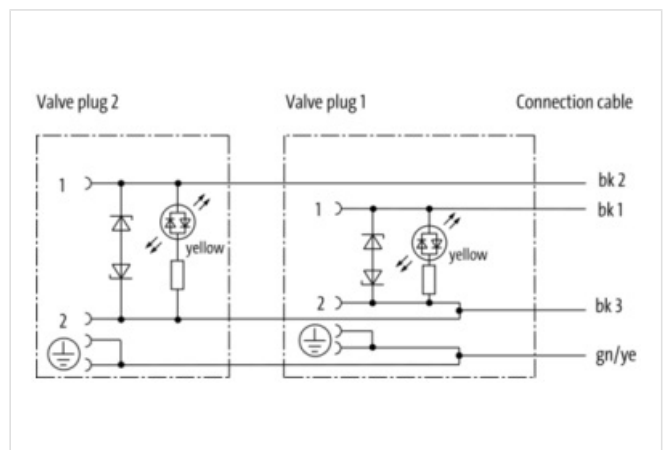 Valve plug 2
Valve plug 1
Connection cable
1
bk 2
1
bk 1
yellow
yellow
2
bk 3
2
gn/ye